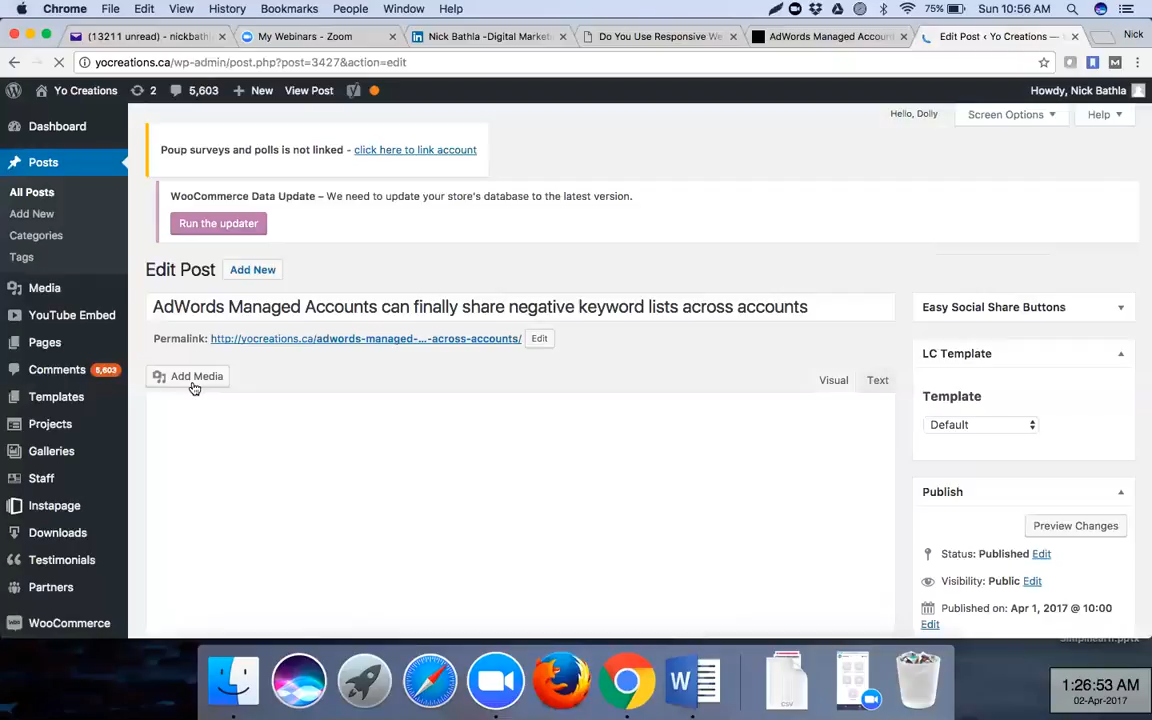 Chrome File Edit View History Bookmarks People Window Help 75% Sun 10:56 AM
(13211 unread) - nickbathl
My Webinars - Zoom
Nick Bathla -Digital Market
Do You Use Responsive We
AdWords Managed Account
Edit Post ‹ Yo Creations —
Nick
yocreations.ca/wp-admin/post.php?post=3427&action=edit
Yo Creations 2 5,603 New View Post Howdy, Nick Bathla
Hello, Dolly
Screen Options
Help
Dashboard
Posts
All Posts
Add New
Categories
Tags
Media
YouTube Embed
Pages
Comments 5,603
Templates
Projects
Galleries
Staff
Instapage
Downloads
Testimonials
Partners
WooCommerce
Poup surveys and polls is not linked - click here to link account
WooCommerce Data Update – We need to update your store's database to the latest version.
Run the updater
Edit Post Add New
AdWords Managed Accounts can finally share negative keyword lists across accounts
Permalink: http://yocreations.ca/adwords-managed-...-across-accounts/ Edit
Add Media
Visual Text
Easy Social Share Buttons
LC Template
Template
Default
Publish
Preview Changes
Status: Published Edit
Visibility: Public Edit
Published on: Apr 1, 2017 @ 10:00
Edit
W
CSV
1:26:53 AM
02-Apr-2017